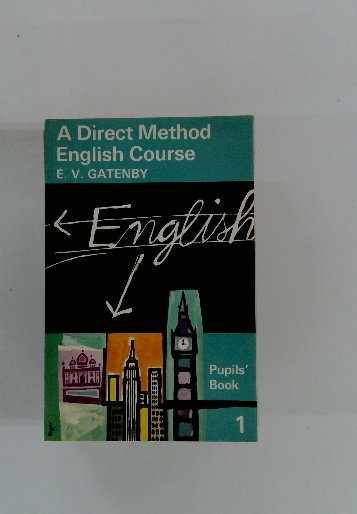 A Direct Method
English Course
E. V. GATENBY
English
Pupils'
Book
1